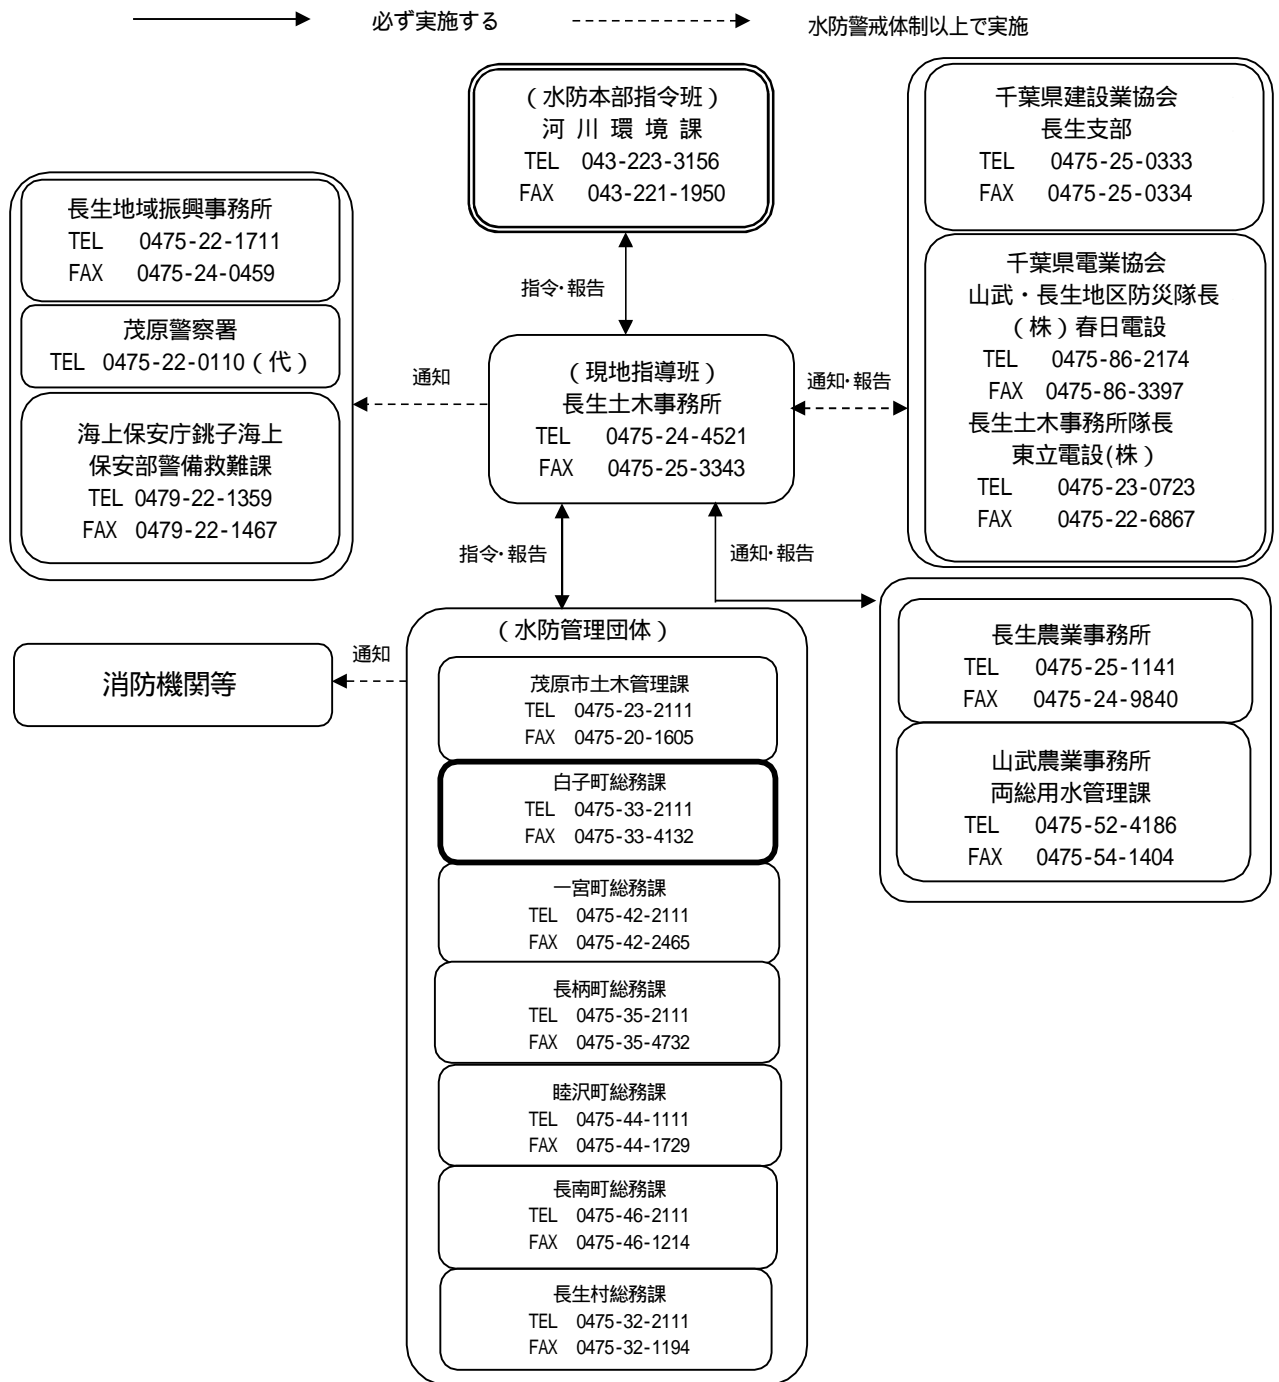 必ず実施する
水防警戒体制以上で実施
(水防本部指令班)
河川環境課
TEL 043-223-3156
FAX 043-221-1950
千葉県建設業協会
長生支部
TEL 0475-25-0333
FAX 0475-25-0334
千葉県電業協会
山武・長生地区防災隊長
(株)春日電設
TEL 0475-86-2174
FAX 0475-86-3397
長生土木事務所隊長
東立電設(株)
TEL 0475-23-0723
FAX 0475-22-6867
長生地域振興事務所
TEL 0475-22-1711
FAX 0475-24-0459
茂原警察署
TEL 0475-22-0110(代)
海上保安庁銚子海上
保安部警備救難課
TEL 0479-22-1359
FAX 0479-22-1467
指令・報告
通知
(現地指導班)
長生土木事務所
TEL 0475-24-4521
FAX 0475-25-3343
通知・報告
指令・報告
通知・報告
長生農業事務所
TEL 0475-25-1141
FAX 0475-24-9840
山武農業事務所
両総用水管理課
TEL 0475-52-4186
FAX 0475-54-1404
消防機関等
通知
(水防管理団体)
茂原市土木管理課
TEL 0475-23-2111
FAX 0475-20-1605
白子町総務課
TEL 0475-33-2111
FAX 0475-33-4132
一宮町総務課
TEL 0475-42-2111
FAX 0475-42-2465
長柄町総務課
TEL 0475-35-2111
FAX 0475-35-4732
睦沢町総務課
TEL 0475-44-1111
FAX 0475-44-1729
長南町総務課
TEL 0475-46-2111
FAX 0475-46-1214
長生村総務課
TEL 0475-32-2111
FAX 0475-32-1194